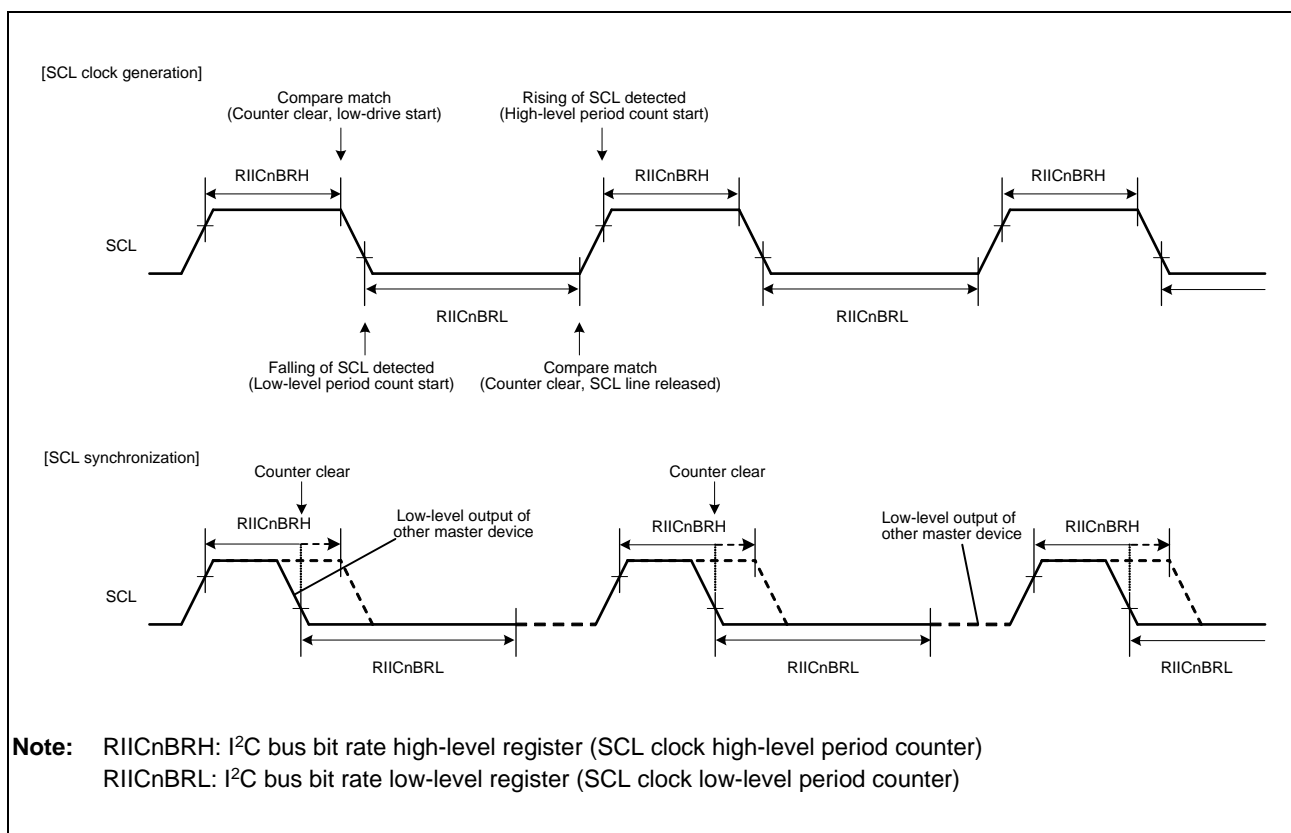 [SCL clock generation]
Compare match
(Counter clear, low-drive start)
Rising of SCL detected
(High-level period count start)
RIICnBRH
RIICnBRH
RIICnBRH
SCL
RIICnBRL
RIICnBRL
Falling of SCL detected
(Low-level period count start)
Compare match
(Counter clear, SCL line released)
[SCL synchronization]
Counter clear
Counter clear
RIICnBRH
Low-level output of
other master device
RIICnBRH
Low-level output of
other master device
RIICnBRH
SCL
RIICnBRL
RIICnBRL
RIICnBRL
Note: RIICnBRH: I²C bus bit rate high-level register (SCL clock high-level period counter)
RIICnBRL: I²C bus bit rate low-level register (SCL clock low-level period counter)